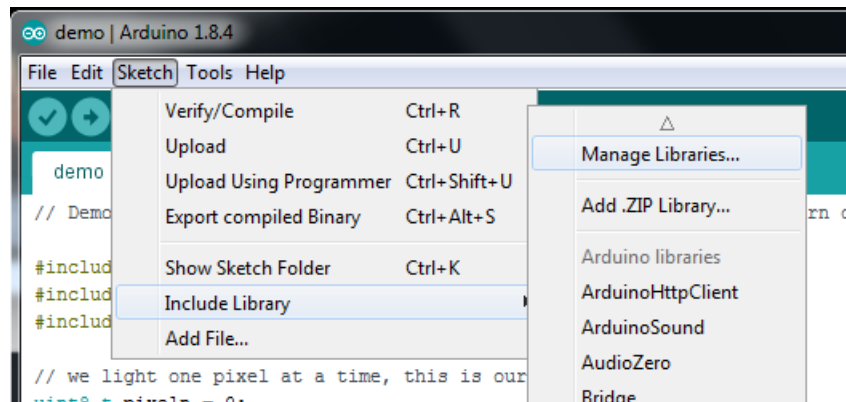 demo | Arduino 1.8.4
File Edit Sketch Tools Help
Verify/Compile Ctrl+R
Upload Ctrl+U
Upload Using Programmer Ctrl+Shift+U
Export compiled Binary Ctrl+Alt+S
Show Sketch Folder Ctrl+K
Include Library
Add File...
Manage Libraries...
Add .ZIP Library...
Arduino libraries
ArduinoHttpClient
ArduinoSound
AudioZero
Bridge
demo
// Demo
#includ
#includ
#includ
// we light one pixel at a time, this is our
uint8_t pixeln = 0;